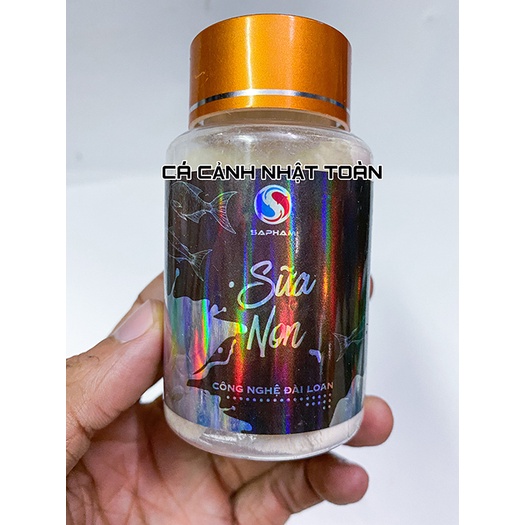 CÁ CẢNH NHẬT TOÀN
SAPHAM
Sữa
Non
CÔNG NGHỆ ĐÀI LOAN